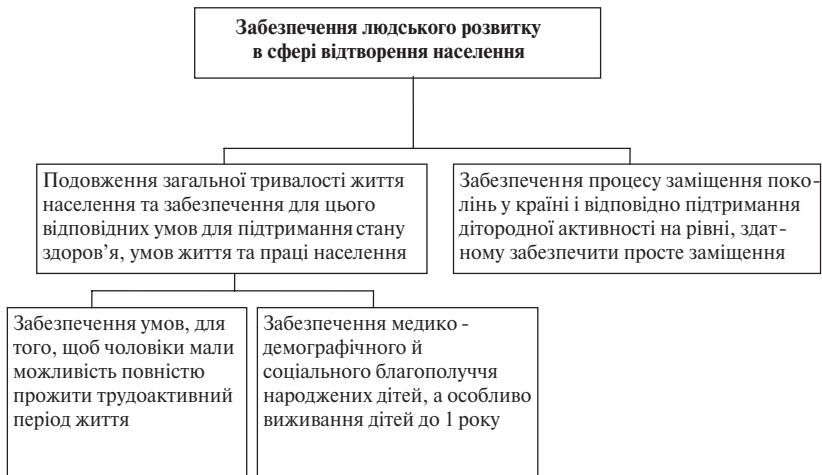 Забезпечення людського розвитку
в сфері відтворення населення
Подовження загальної тривалості життя
населення та забезпечення для цього
відповідних умов для підтримання стану
здоров’я, умов життя та праці населення
Забезпечення процесу заміщення поко-
лінь у країні і відповідно підтримання
дітородної активності на рівні, здат-
ному забезпечити просте заміщення
Забезпечення умов, для
того, щоб чоловіки мали
можливість повністю
прожити трудоактивний
період життя
Забезпечення медико -
демографічного й
соціального благополуччя
народжених дітей, а особливо
виживання дітей до 1 року